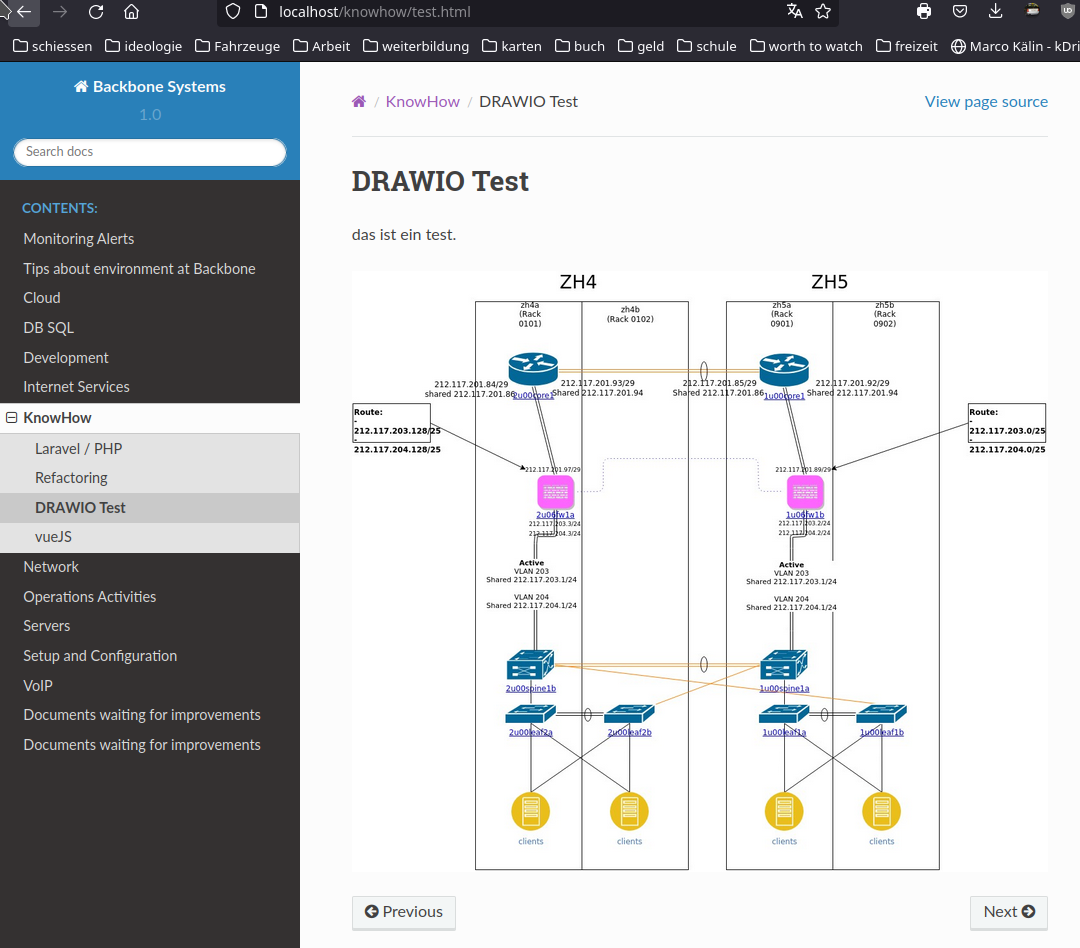 localhost/knowhow/test.html
schiessen ideologie Fahrzeuge Arbeit weiterbildung karten buch geld schule worth to watch freizeit Marco Kälin - kDri
Backbone Systems
1.0
Search docs
CONTENTS:
Monitoring Alerts
Tips about environment at Backbone
Cloud
DB SQL
Development
Internet Services
KnowHow
Laravel / PHP
Refactoring
DRAWIO Test
vueJS
Network
Operations Activities
Servers
Setup and Configuration
VoIP
Documents waiting for improvements
Documents waiting for improvements
/ KnowHow / DRAWIO Test
View page source
DRAWIO Test
das ist ein test.
ZH4
ZH5
zh4a
(Rack
0101)
zh4b
(Rack 0102)
zh5a
(Rack
0901)
zh5b
(Rack
0902)
212.117.201.84/29
shared 212.117.201.86
2u00core1
212.117.201.93/29
Shared 212.117.201.94
212.117.201.85/29
Shared 212.117.201.86
1u00core1
212.117.201.92/29
Shared 212.117.201.94
Route:
-
212.117.203.128/25
-
212.117.204.128/25
Route:
-
212.117.203.0/25
-
212.117.204.0/25
212.117.201.97/29
2u06fw1a
212.117.203.3/24
212.117.204.3/24
212.117.201.89/29
1u06fw1b
212.117.203.2/24
212.117.204.2/24
Active
VLAN 203
Shared 212.117.203.1/24
VLAN 204
Shared 212.117.204.1/24
Active
VLAN 203
Shared 212.117.203.1/24
VLAN 204
Shared 212.117.204.1/24
2u00spine1b
1u00spine1a
2u00leaf2a
2u00leaf2b
1u00leaf1a
1u00leaf1b
clients
clients
clients
clients
Previous
Next